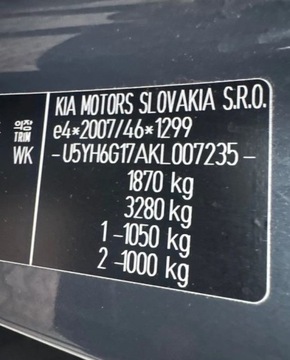 KIA MOTORS SLOVAKIA S.R.O.
e4*2007/46*1299
-U5YH6G17AKL007235-
1870 kg
3280 kg
1-1050 kg
2-1000 kg
의장
TRIM
WK